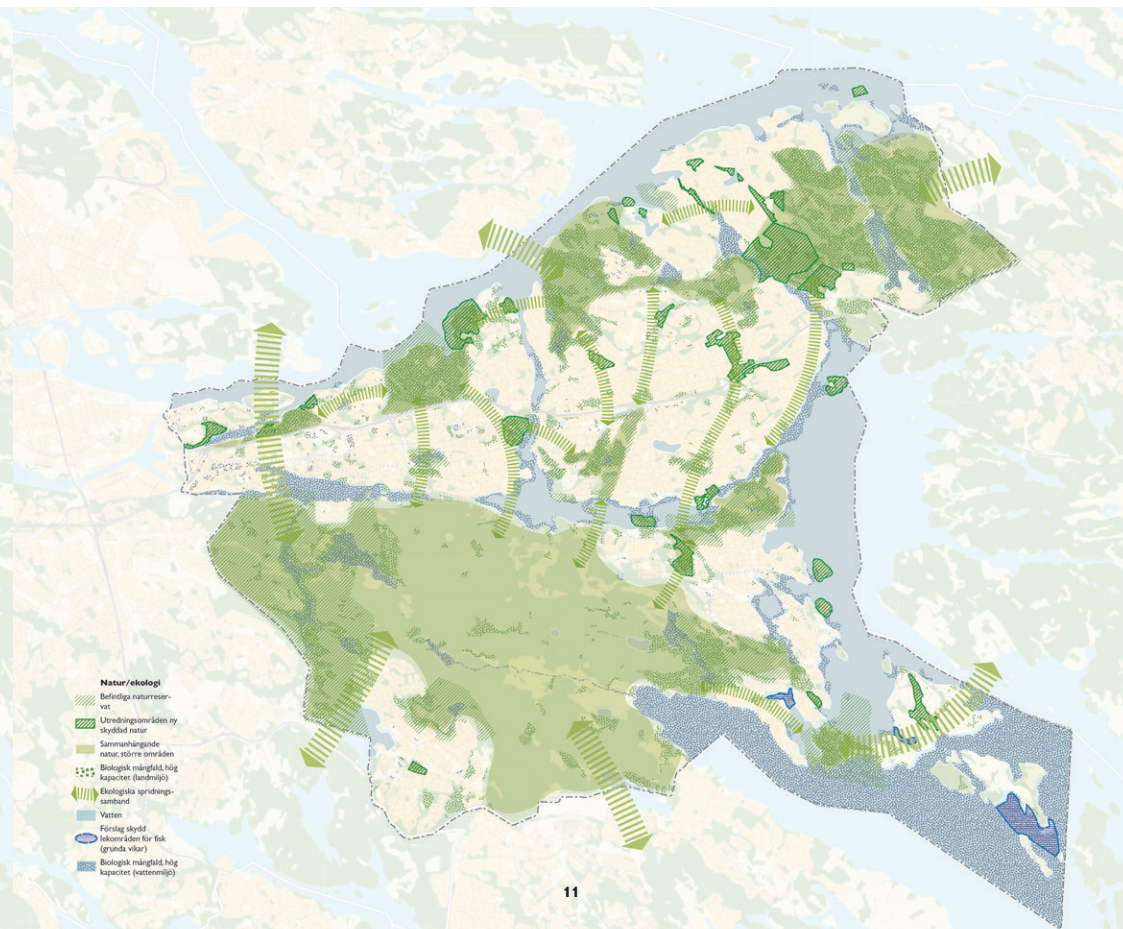 Natur/ekologi
Befintliga naturreser-
vat
Utredningsområden ny
skyddad natur
Sammanhängande
natur, större områden
Biologisk mångfald, hög
kapacitet (landmiljö)
Ekologiska spridnings-
samband
Vatten
Förslag skydd
lekområden för fisk
(grunda vikar)
Biologisk mångfald, hög
kapacitet (vattenmiljö)
11